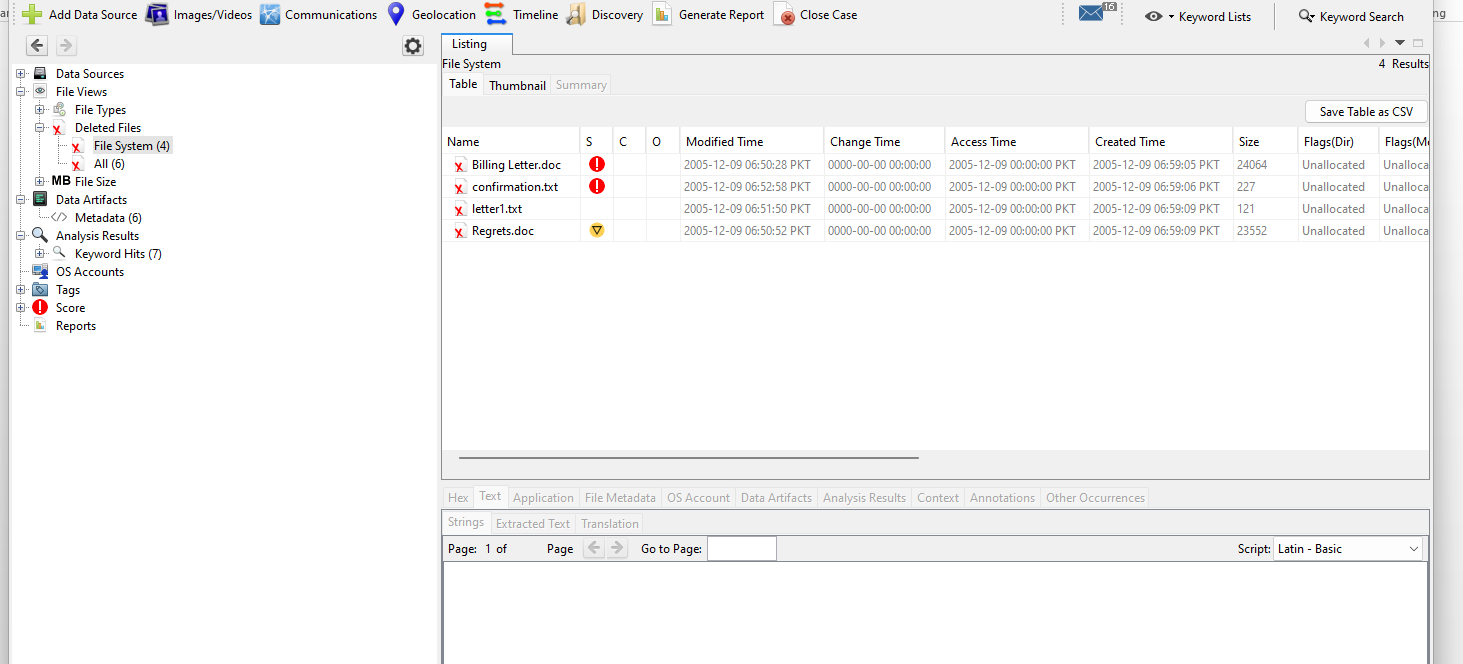 Add Data Source Images/Videos Communications Geolocation Timeline Discovery Generate Report Close Case 16 Keyword Lists Keyword Search ng
Listing
File System 4 Results
Table Thumbnail Summary
Save Table as CSV
Data Sources
File Views
File Types
Deleted Files
File System (4)
All (6)
MB File Size
Data Artifacts
Metadata (6)
Analysis Results
Keyword Hits (7)
OS Accounts
Tags
Score
Reports
Name S C O Modified Time Change Time Access Time Created Time Size Flags(Dir) Flags(Me
Billing Letter.doc 2005-12-09 06:50:28 PKT 0000-00-00 00:00:00 2005-12-09 00:00:00 PKT 2005-12-09 06:59:05 PKT 24064 Unallocated Unalloca
confirmation.txt 2005-12-09 06:52:58 PKT 0000-00-00 00:00:00 2005-12-09 00:00:00 PKT 2005-12-09 06:59:06 PKT 227 Unallocated Unalloca
letter1.txt 2005-12-09 06:51:50 PKT 0000-00-00 00:00:00 2005-12-09 00:00:00 PKT 2005-12-09 06:59:09 PKT 121 Unallocated Unalloca
Regrets.doc 2005-12-09 06:50:52 PKT 0000-00-00 00:00:00 2005-12-09 00:00:00 PKT 2005-12-09 06:59:09 PKT 23552 Unallocated Unalloca
Hex Text Application File Metadata OS Account Data Artifacts Analysis Results Context Annotations Other Occurrences
Strings Extracted Text Translation
Page: 1 of Page Go to Page: Script: Latin - Basic